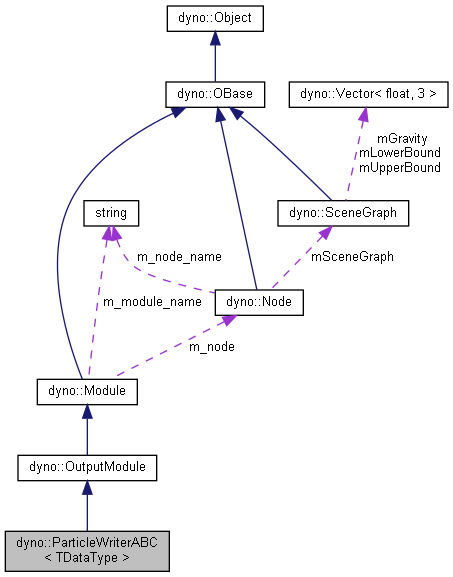 dyno::Object
dyno::OBase
dyno::Vector< float, 3 >
mGravity
mLowerBound
mUpperBound
string
dyno::SceneGraph
m_node_name
mSceneGraph
m_module_name
dyno::Node
m_node
dyno::Module
dyno::OutputModule
dyno::ParticleWriterABC
< TDataType >